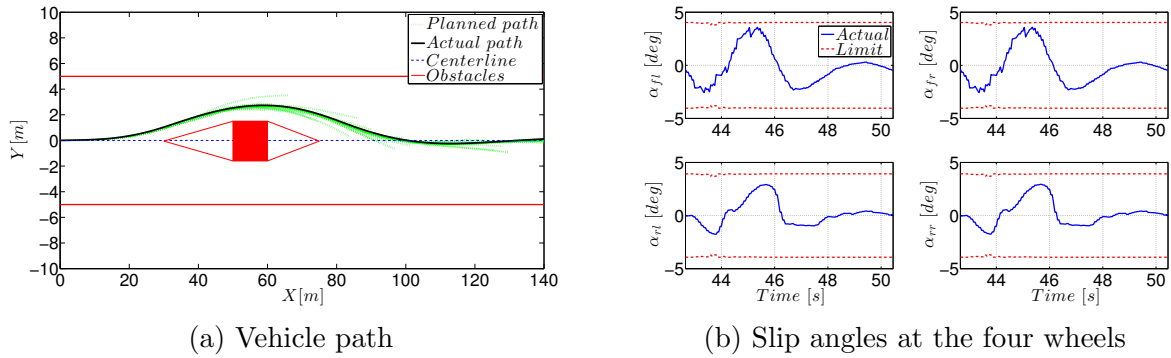 10
8
6
4
2
0
−2
−4
−6
−8
−10
Y [m]
0 20 40 60 80 100 120 140
X[m]
Planned path
Actual path
Centerline
Obstacles
(a) Vehicle path
5
0
−5
α_fl [deg]
44 46 48 50
Actual
Limit
5
0
−5
α_fr [deg]
44 46 48 50
5
0
−5
α_rl [deg]
44 46 48 50
Time [s]
5
0
−5
α_rr [deg]
44 46 48 50
Time [s]
(b) Slip angles at the four wheels